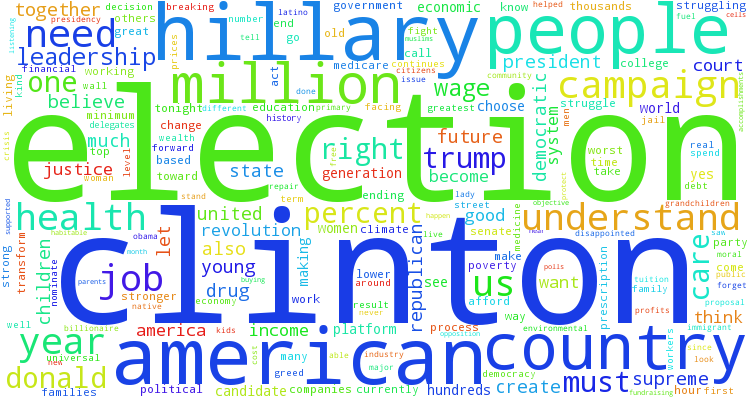 together
decision
breaking
presidency
helped
latino
others
great
hillary
people
government
economic
know
number
tell
muslims
thousands
struggling
fuel
cells
listening
need
leadership
financial
end
go
old
prices
fight
call
president
court
kind
living
working
one
wall
million
act
medicare
continues
citizens
issue
college
campaign
believe
tonight
education
done
facing
wage
greatest
choose
community
struggle
world
minimum
delegates
different
primary
history
crisis
election
much
top
change
wealth
right
trump
future
democratic
system
men
jail
accomplishments
justice
level
based
forward
state
free
generation
become
worst
time
take
real
spend
yes
debt
woman
toward
repair
ending
lady
objective
protect
grandchildren
supported
health
stand
united
term
percent
street
good
happen
understand
strong
transform
habitable
nominate
obama
let
revolution
women
climate
live
senate
medicine
near
disappointed
saw
party
moral
clinton
children
also
making
republican
see
make
polls
prescription
care
come
public
forget
parents
month
job
young
drug
buying
lower
around
poverty
us
want
tuition
family
proposal
profits
stronger
native
economy
work
result
never
afford
way
environmental
immigrant
think
well
billionaire
america
kids
income
platform
process
opposition
workers
since
look
year
new
universal
american
cost
many
able
industry
country
donald
greed
major
democracy
must
supreme
families
political
candidate
companies
currently
hundreds
create
fundraising
hour
first